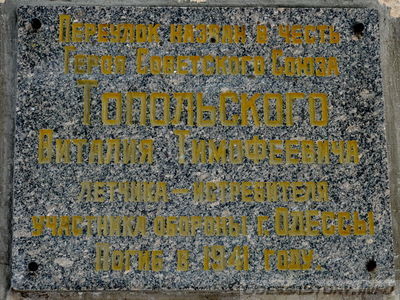 Переулок назван в честь
Героя Советского Союза
Топольского
Виталия Тимофеевича
летчика – истребителя
участника обороны г. Одессы
Погиб в 1941 году.